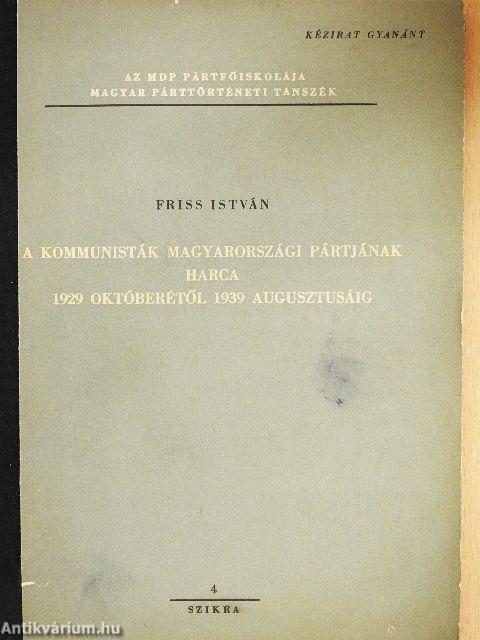 KÉZIRAT GYANÁNT
AZ MDP PÁRTFŐISKOLÁJA
MAGYAR PÁRTTÖRTÉNETI TANSZÉK
FRISS ISTVÁN
A KOMMUNISTÁK MAGYARORSZÁGI PÁRTJÁNAK
HARCA
1929 OKTÓBERÉTŐL 1939 AUGUSZTUSÁIG
4
SZIKRA
Antikvárium.hu